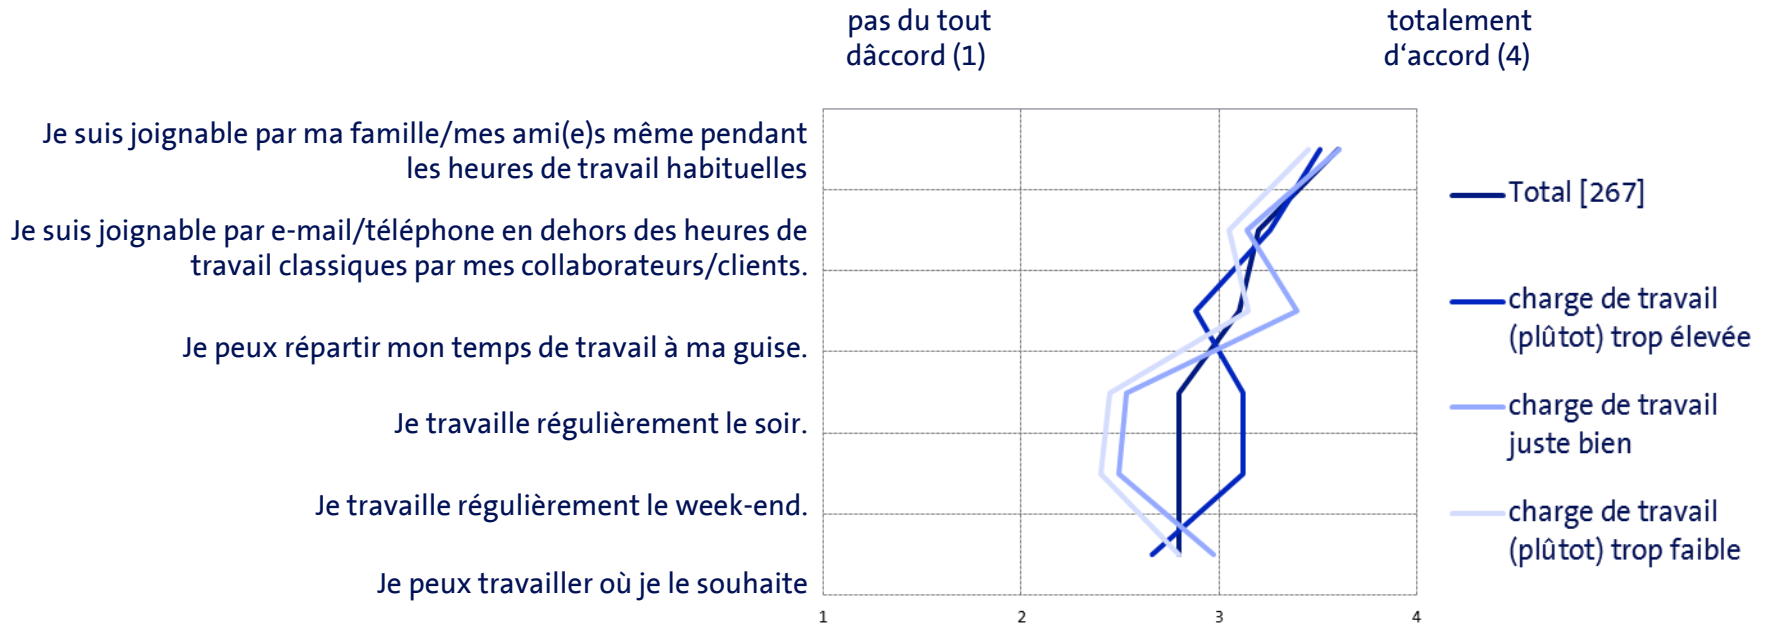 pas du tout
dâccord (1)
totalement
d‘accord (4)
Je suis joignable par ma famille/mes ami(e)s même pendant
les heures de travail habituelles
Je suis joignable par e-mail/téléphone en dehors des heures de
travail classiques par mes collaborateurs/clients.
Je peux répartir mon temps de travail à ma guise.
Je travaille régulièrement le soir.
Je travaille régulièrement le week-end.
Je peux travailler où je le souhaite
1
2
3
4
Total [267]
charge de travail
(plûtot) trop élevée
charge de travail
juste bien
charge de travail
(plûtot) trop faible